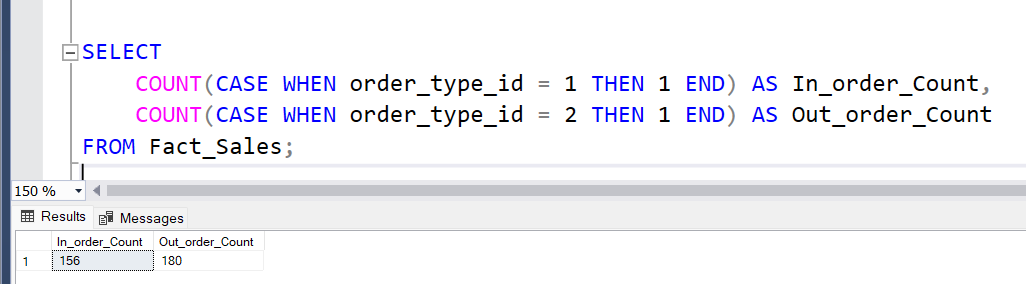 SELECT
COUNT(CASE WHEN order_type_id = 1 THEN 1 END) AS In_order_Count,
COUNT(CASE WHEN order_type_id = 2 THEN 1 END) AS Out_order_Count
FROM Fact_Sales;
150 %
Results Messages
In_order_Count Out_order_Count
1 156 180